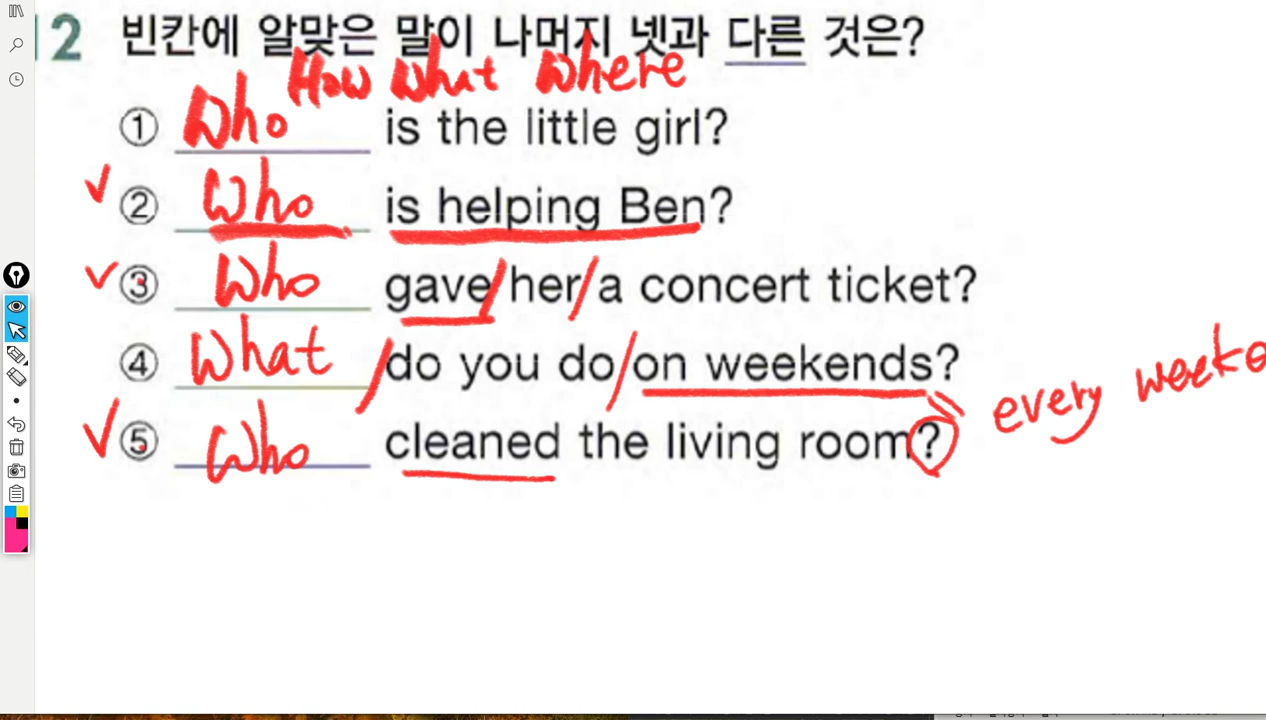 12 빈칸에 알맞은 말이 나머지 넷과 다른 것은?
How What Where
① Who is the little girl?
② Who is helping Ben?
③ Who gave/her/a concert ticket?
④ What/do you do/on weekends?
every
⑤ Who cleaned the living room?